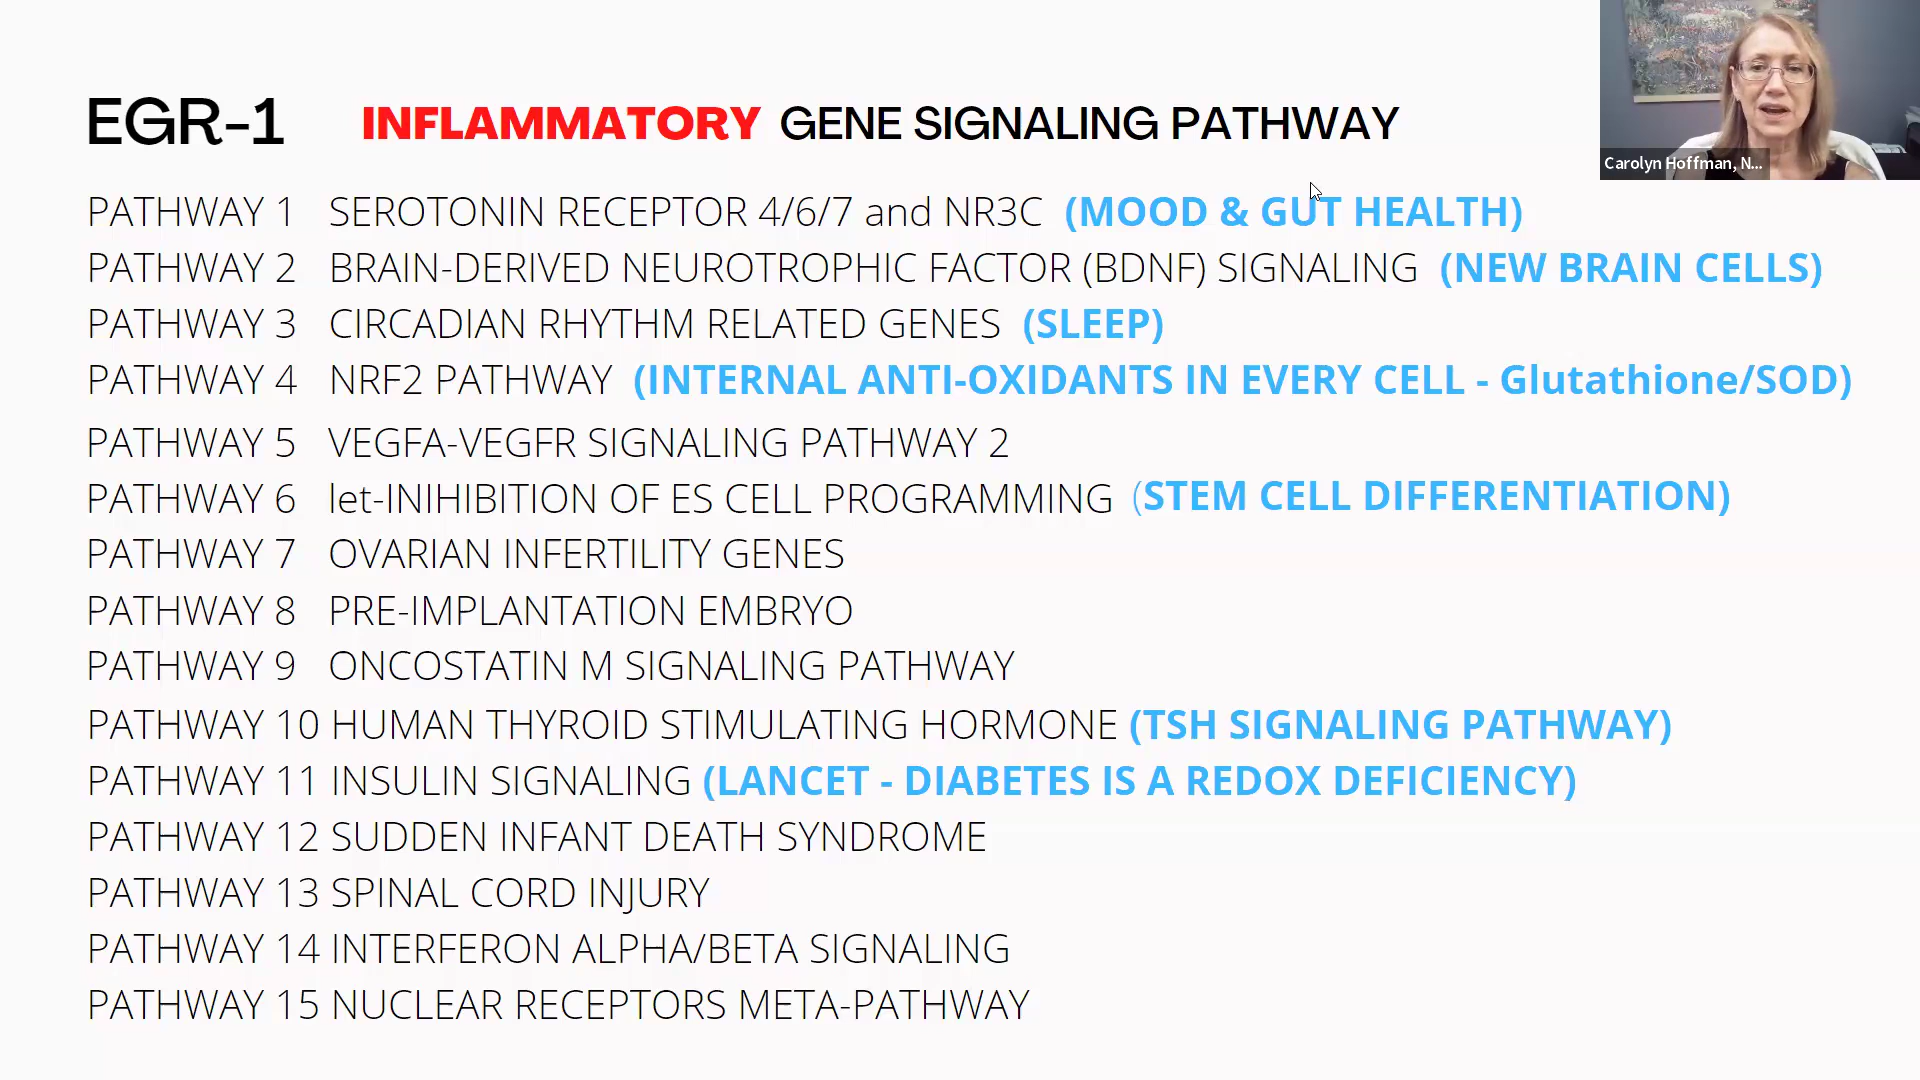 EGR-1 INFLAMMATORY GENE SIGNALING PATHWAY
Carolyn Hoffman, N...
PATHWAY 1 SEROTONIN RECEPTOR 4/6/7 and NR3C (MOOD & GUT HEALTH)
PATHWAY 2 BRAIN-DERIVED NEUROTROPHIC FACTOR (BDNF) SIGNALING (NEW BRAIN CELLS)
PATHWAY 3 CIRCADIAN RHYTHM RELATED GENES (SLEEP)
PATHWAY 4 NRF2 PATHWAY (INTERNAL ANTI-OXIDANTS IN EVERY CELL - Glutathione/SOD)
PATHWAY 5 VEGFA-VEGFR SIGNALING PATHWAY 2
PATHWAY 6 let-INIHIBITION OF ES CELL PROGRAMMING (STEM CELL DIFFERENTIATION)
PATHWAY 7 OVARIAN INFERTILITY GENES
PATHWAY 8 PRE-IMPLANTATION EMBRYO
PATHWAY 9 ONCOSTATIN M SIGNALING PATHWAY
PATHWAY 10 HUMAN THYROID STIMULATING HORMONE (TSH SIGNALING PATHWAY)
PATHWAY 11 INSULIN SIGNALING (LANCET - DIABETES IS A REDOX DEFICIENCY)
PATHWAY 12 SUDDEN INFANT DEATH SYNDROME
PATHWAY 13 SPINAL CORD INJURY
PATHWAY 14 INTERFERON ALPHA/BETA SIGNALING
PATHWAY 15 NUCLEAR RECEPTORS META-PATHWAY